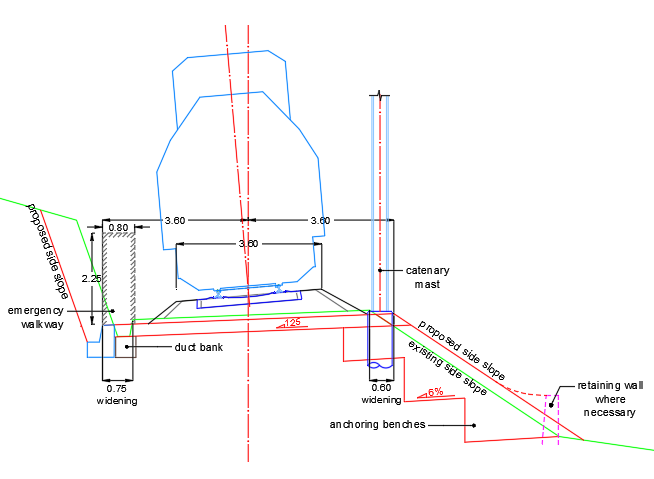 3.60
3.60
0.80
3.60
proposed side slope
2.25
catenary
mast
emergency
walkway
125
proposed side slope
duct bank
existing side slope
0.75
widening
0.60
widening
6%
retaining wall
where
necessary
anchoring benches